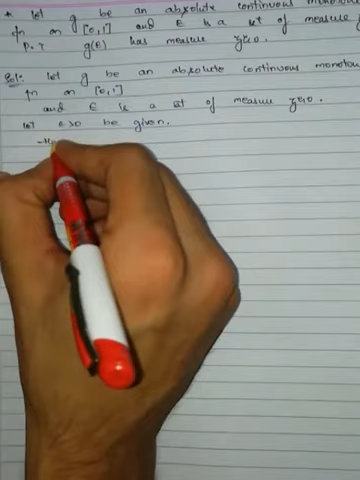 * let g be an absolute continuous monotone
fn on [0,1] and E is a set of measure
p.T g(E) has measure zero.
Sol: let g be an absolute continuous monoto
fn on [0,1]
and E is a set of measure zero.
let ε>0 be given.